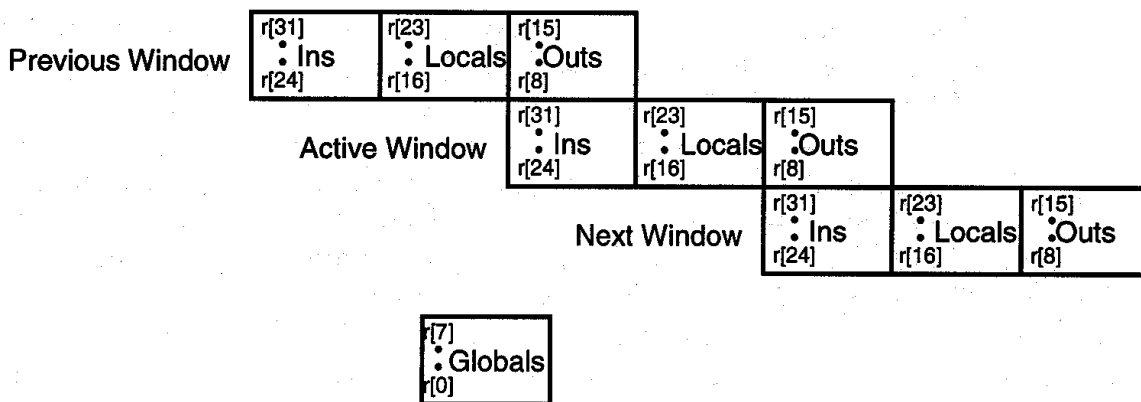 Previous Window
r[31] r[23] r[15]
Ins Locals Outs
r[24] r[16] r[8]
Active Window
r[31] r[23] r[15]
Ins Locals Outs
r[24] r[16] r[8]
Next Window
r[31] r[23] r[15]
Ins Locals Outs
r[24] r[16] r[8]
r[7]
Globals
r[0]